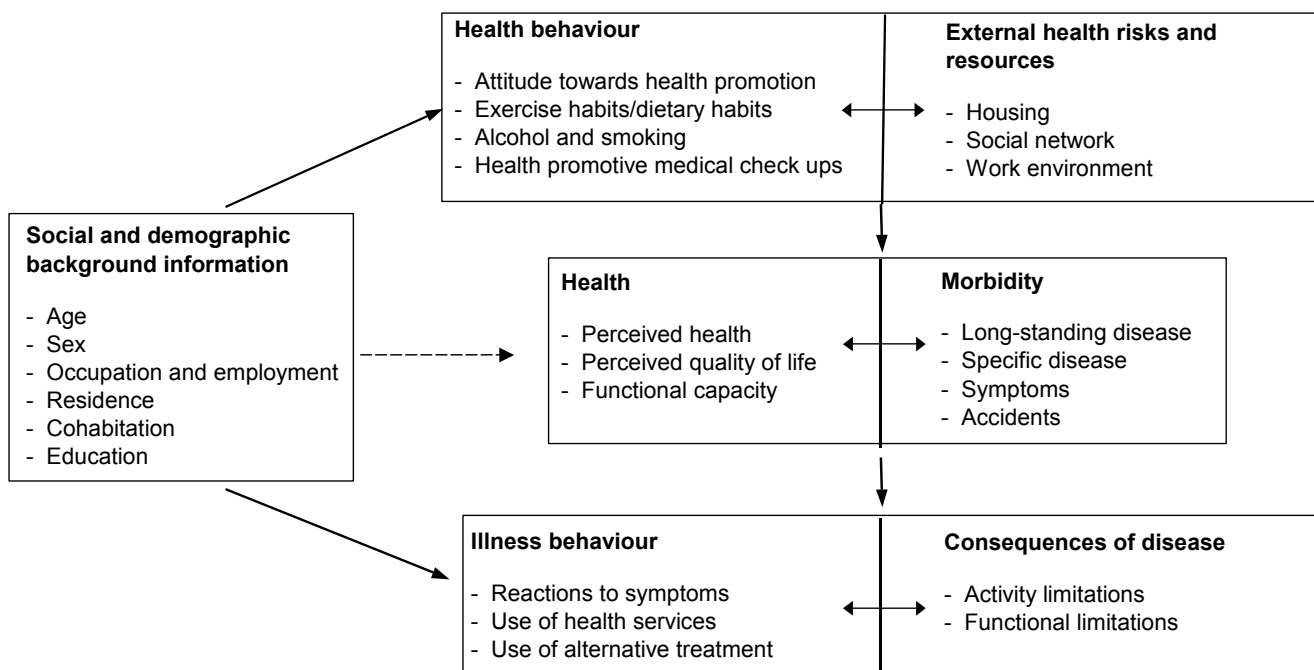 Health behaviour
- Attitude towards health promotion
- Exercise habits/dietary habits
- Alcohol and smoking
- Health promotive medical check ups
External health risks and
resources
- Housing
- Social network
- Work environment
Social and demographic
background information
- Age
- Sex
- Occupation and employment
- Residence
- Cohabitation
- Education
Health
- Perceived health
- Perceived quality of life
- Functional capacity
Morbidity
- Long-standing disease
- Specific disease
- Symptoms
- Accidents
Illness behaviour
- Reactions to symptoms
- Use of health services
- Use of alternative treatment
Consequences of disease
- Activity limitations
- Functional limitations